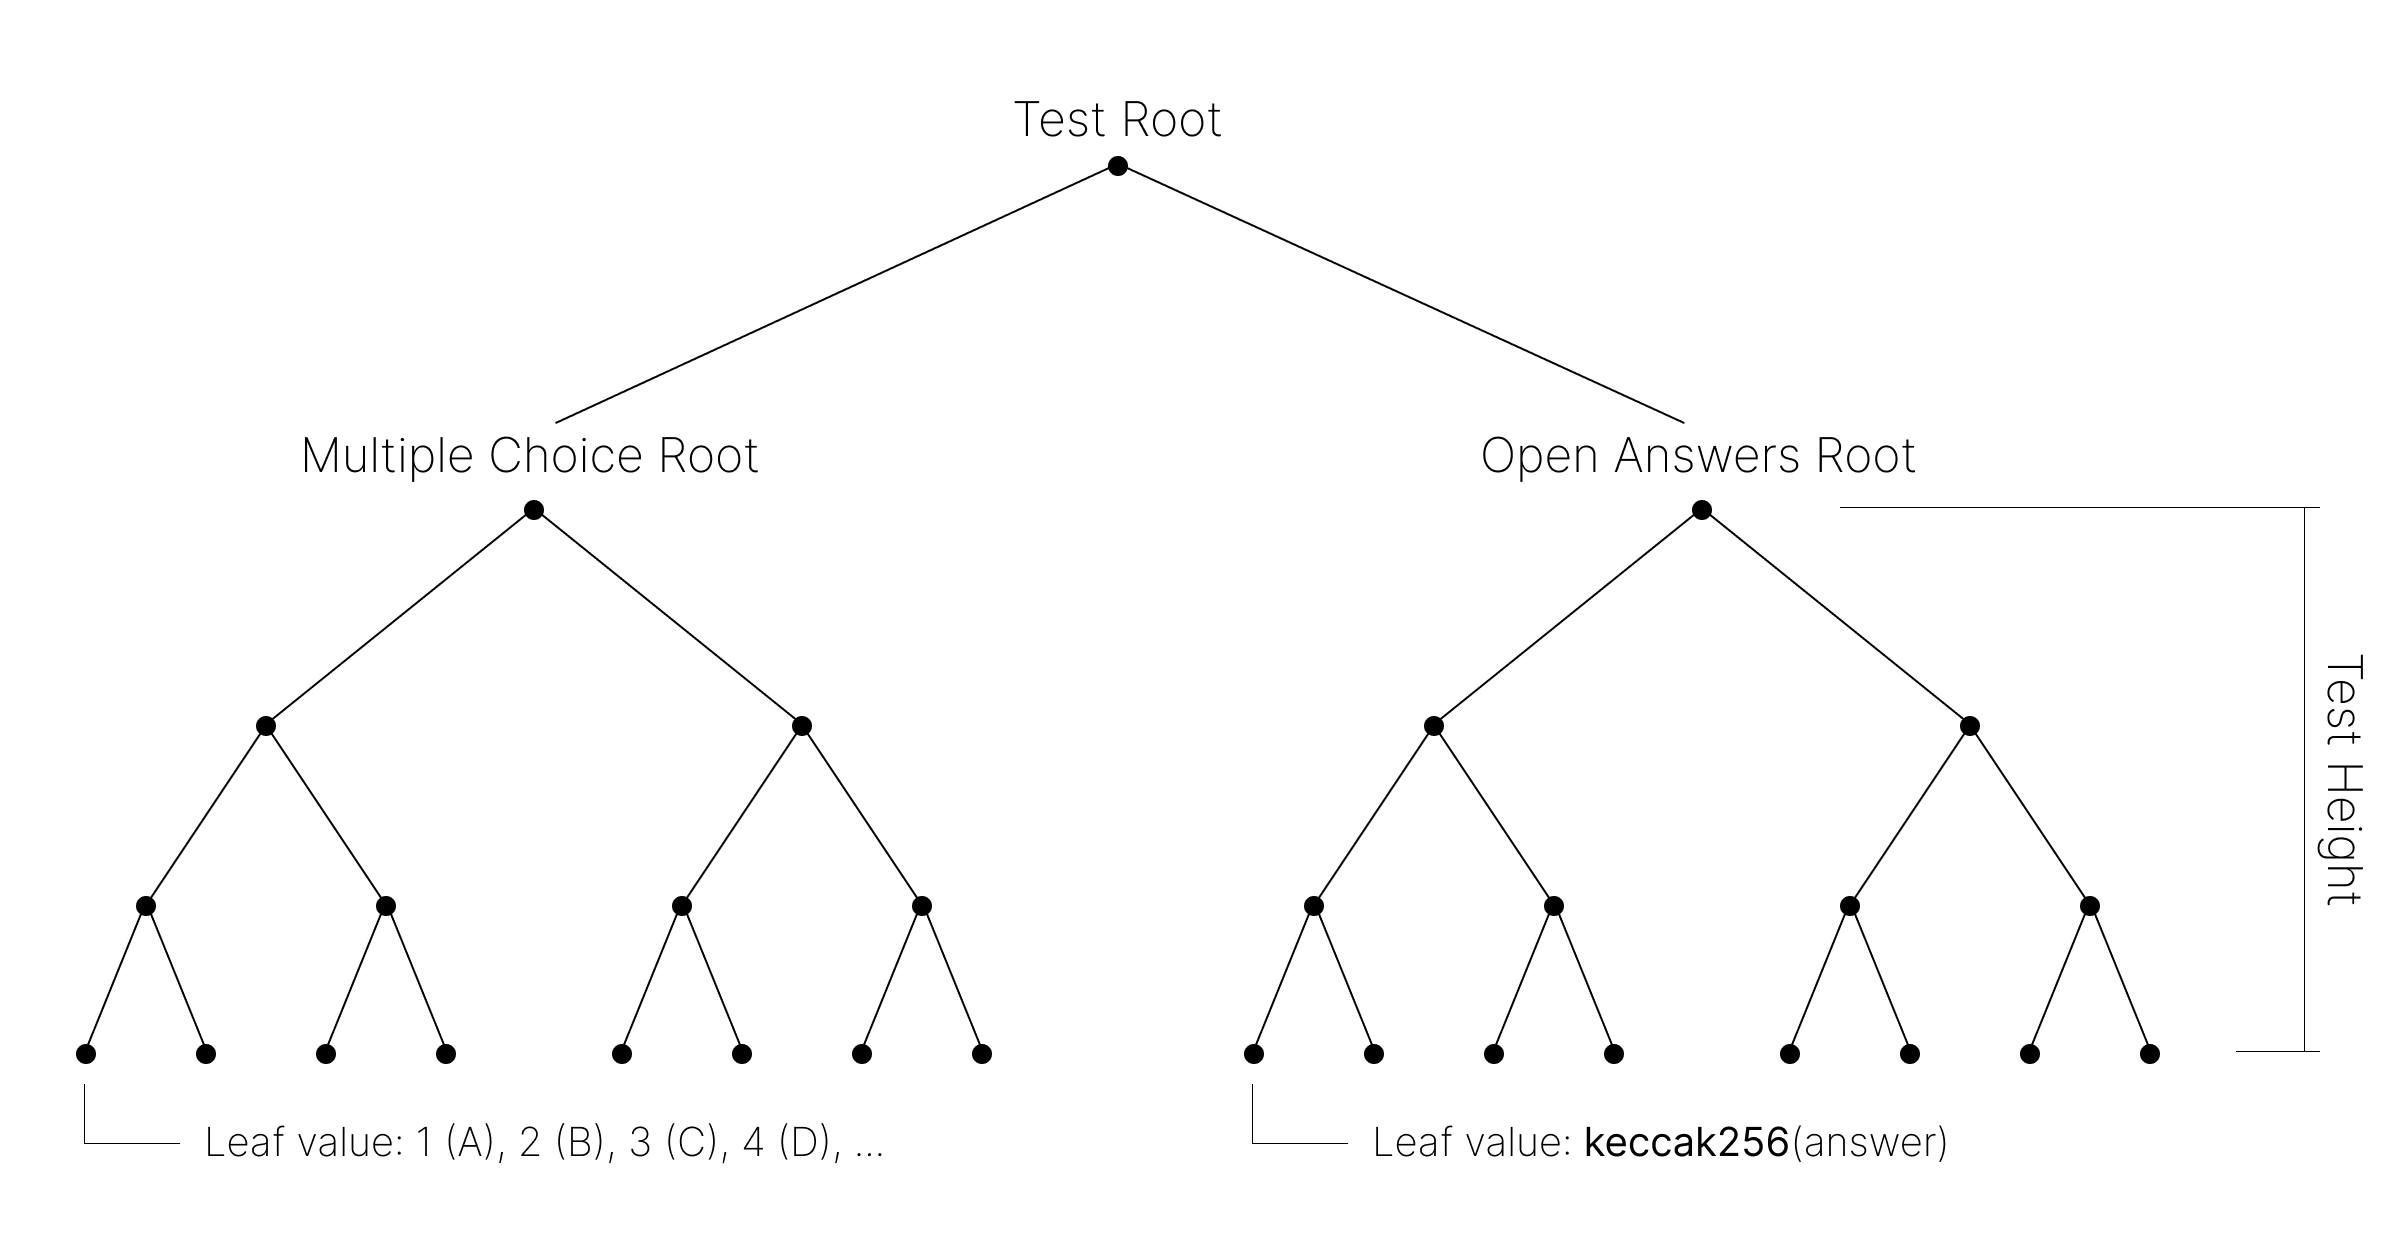 Test Root
Multiple Choice Root
Open Answers Root
Test Height
Leaf value: 1 (A), 2 (B), 3 (C), 4 (D), ...
Leaf value: keccak256(answer)